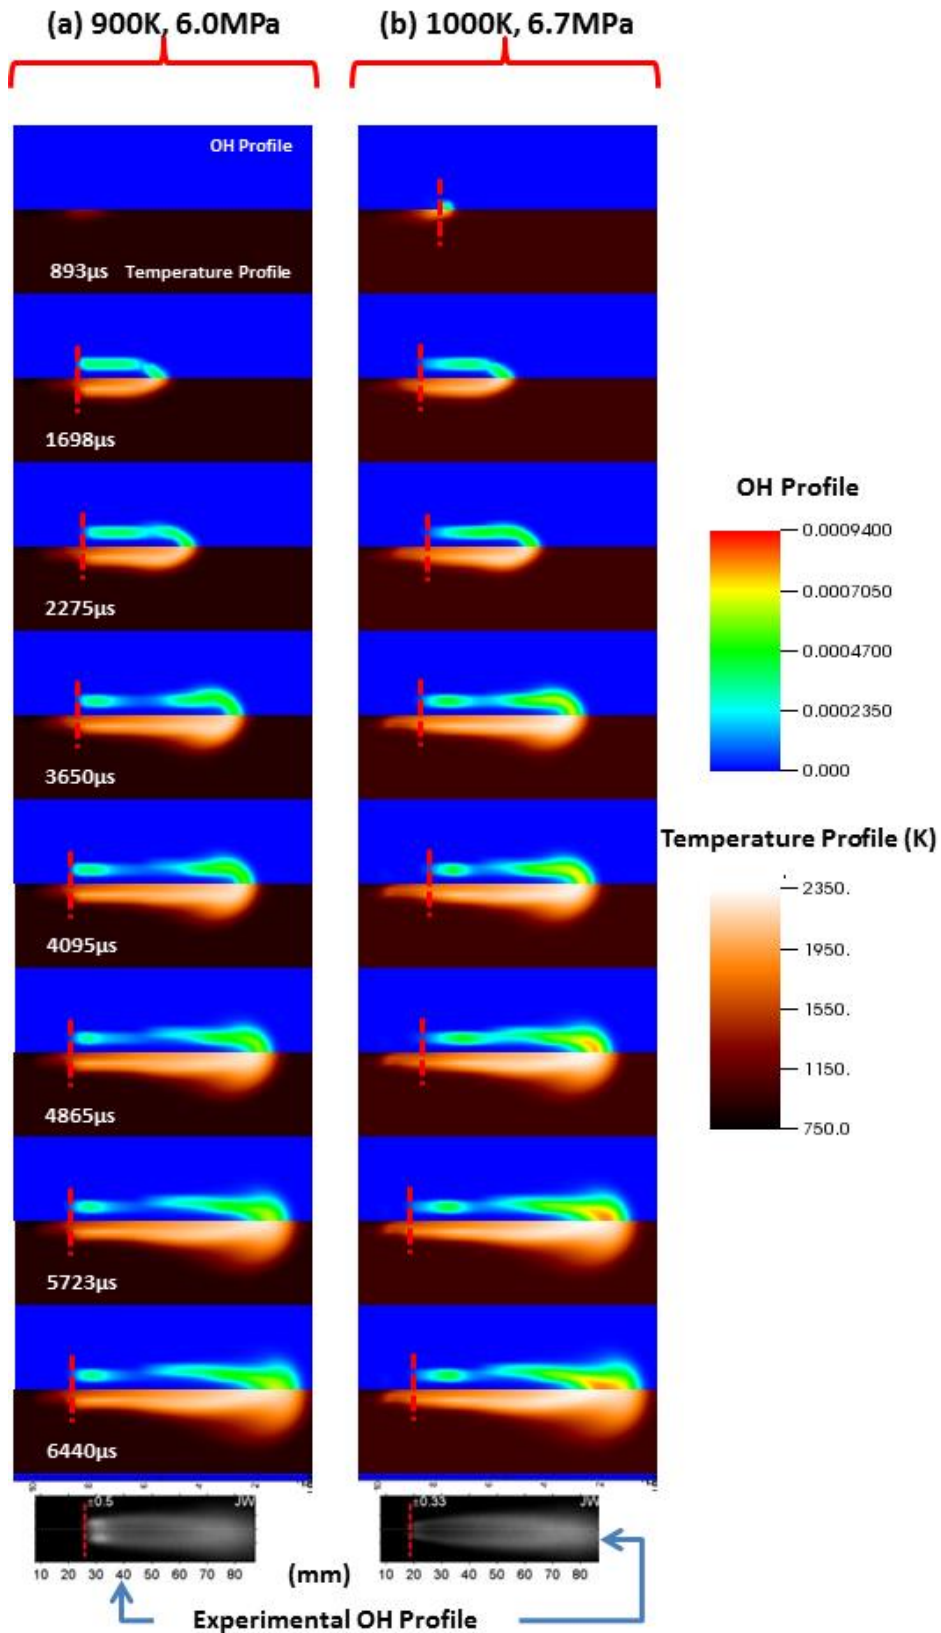 (a) 900K, 6.0MPa
(b) 1000K, 6.7MPa
OH Profile
893µs Temperature Profile
1698µs
2275µs
3650µs
4095µs
4865µs
5723µs
6440µs
OH Profile
0.0009400
0.0007050
0.0004700
0.0002350
0.000
Temperature Profile (K)
2350.
1950.
1550.
1150.
750.0
±0.5 JW
±0.33 JW
10 20 30 40 50 60 70 80
(mm)
10 20 30 40 50 60 70 80
Experimental OH Profile